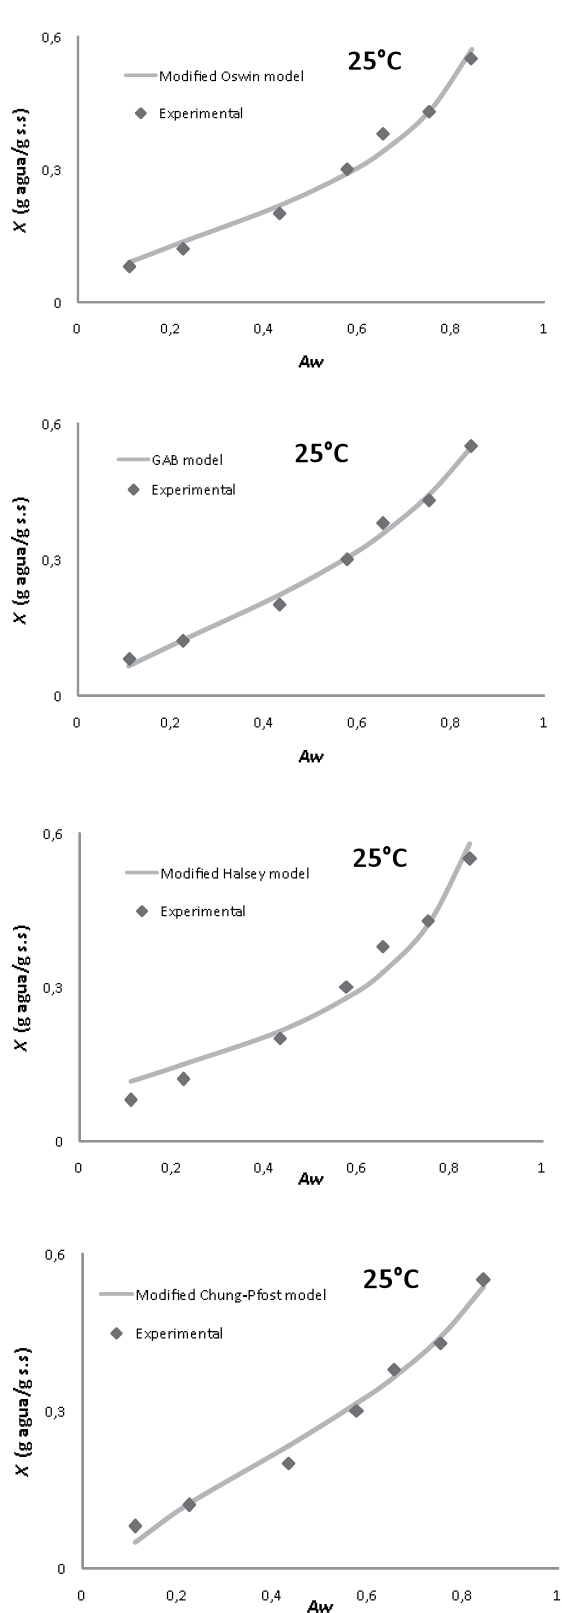 0,6
25°C
Modified Oswin model
Experimental
X (g agua/g s.s)
0,3
0
0 0,2 0,4 0,6 0,8 1
Aw
0,6
25°C
GAB model
Experimental
X (g agua/g s.s)
0,3
0
0 0,2 0,4 0,6 0,8 1
Aw
0,6
25°C
Modified Halsey model
Experimental
X (g agua/g s.s)
0,3
0
0 0,2 0,4 0,6 0,8 1
Aw
0,6
25°C
Modified Chung-Pfost model
Experimental
X (g agua/g s.s)
0,3
0
0 0,2 0,4 0,6 0,8 1
Aw